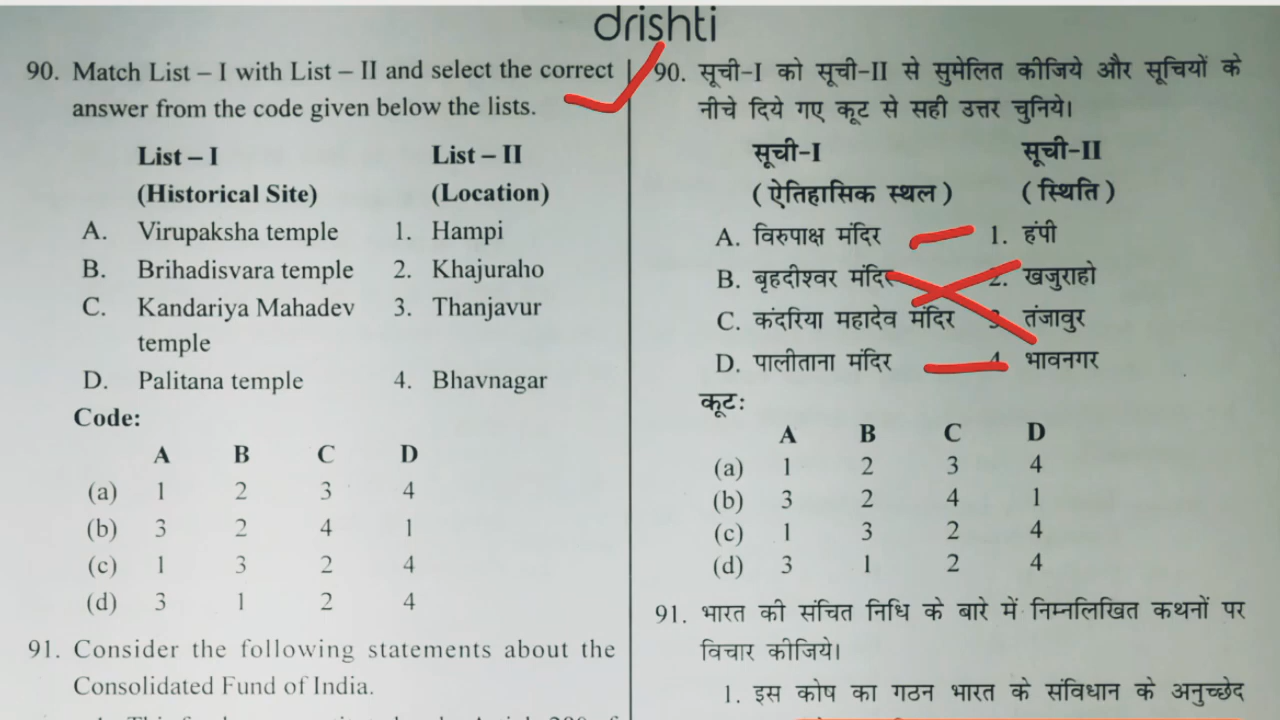 drishti
90. Match List – I with List – II and select the correct
answer from the code given below the lists.
List – I List – II
(Historical Site) (Location)
A. Virupaksha temple 1. Hampi
B. Brihadisvara temple 2. Khajuraho
C. Kandariya Mahadev 3. Thanjavur
temple
D. Palitana temple 4. Bhavnagar
Code:
A B C D
(a) 1 2 3 4
(b) 3 2 4 1
(c) 1 3 2 4
(d) 3 1 2 4
91. Consider the following statements about the
Consolidated Fund of India.
90. सूची-I को सूची-II से सुमेलित कीजिये और सूचियों के
नीचे दिये गए कूट से सही उत्तर चुनिये।
सूची-I सूची-II
(ऐतिहासिक स्थल) (स्थिति)
A. विरुपाक्ष मंदिर 1. हंपी
B. बृहदीश्वर मंदिर 2. खजुराहो
C. कंदरिया महादेव मंदिर 3. तंजावुर
D. पालीताना मंदिर 4. भावनगर
कूट:
A B C D
(a) 1 2 3 4
(b) 3 2 4 1
(c) 1 3 2 4
(d) 3 1 2 4
91. भारत की संचित निधि के बारे में निम्नलिखित कथनों पर
विचार कीजिये।
1. इस कोष का गठन भारत के संविधान के अनुच्छेद